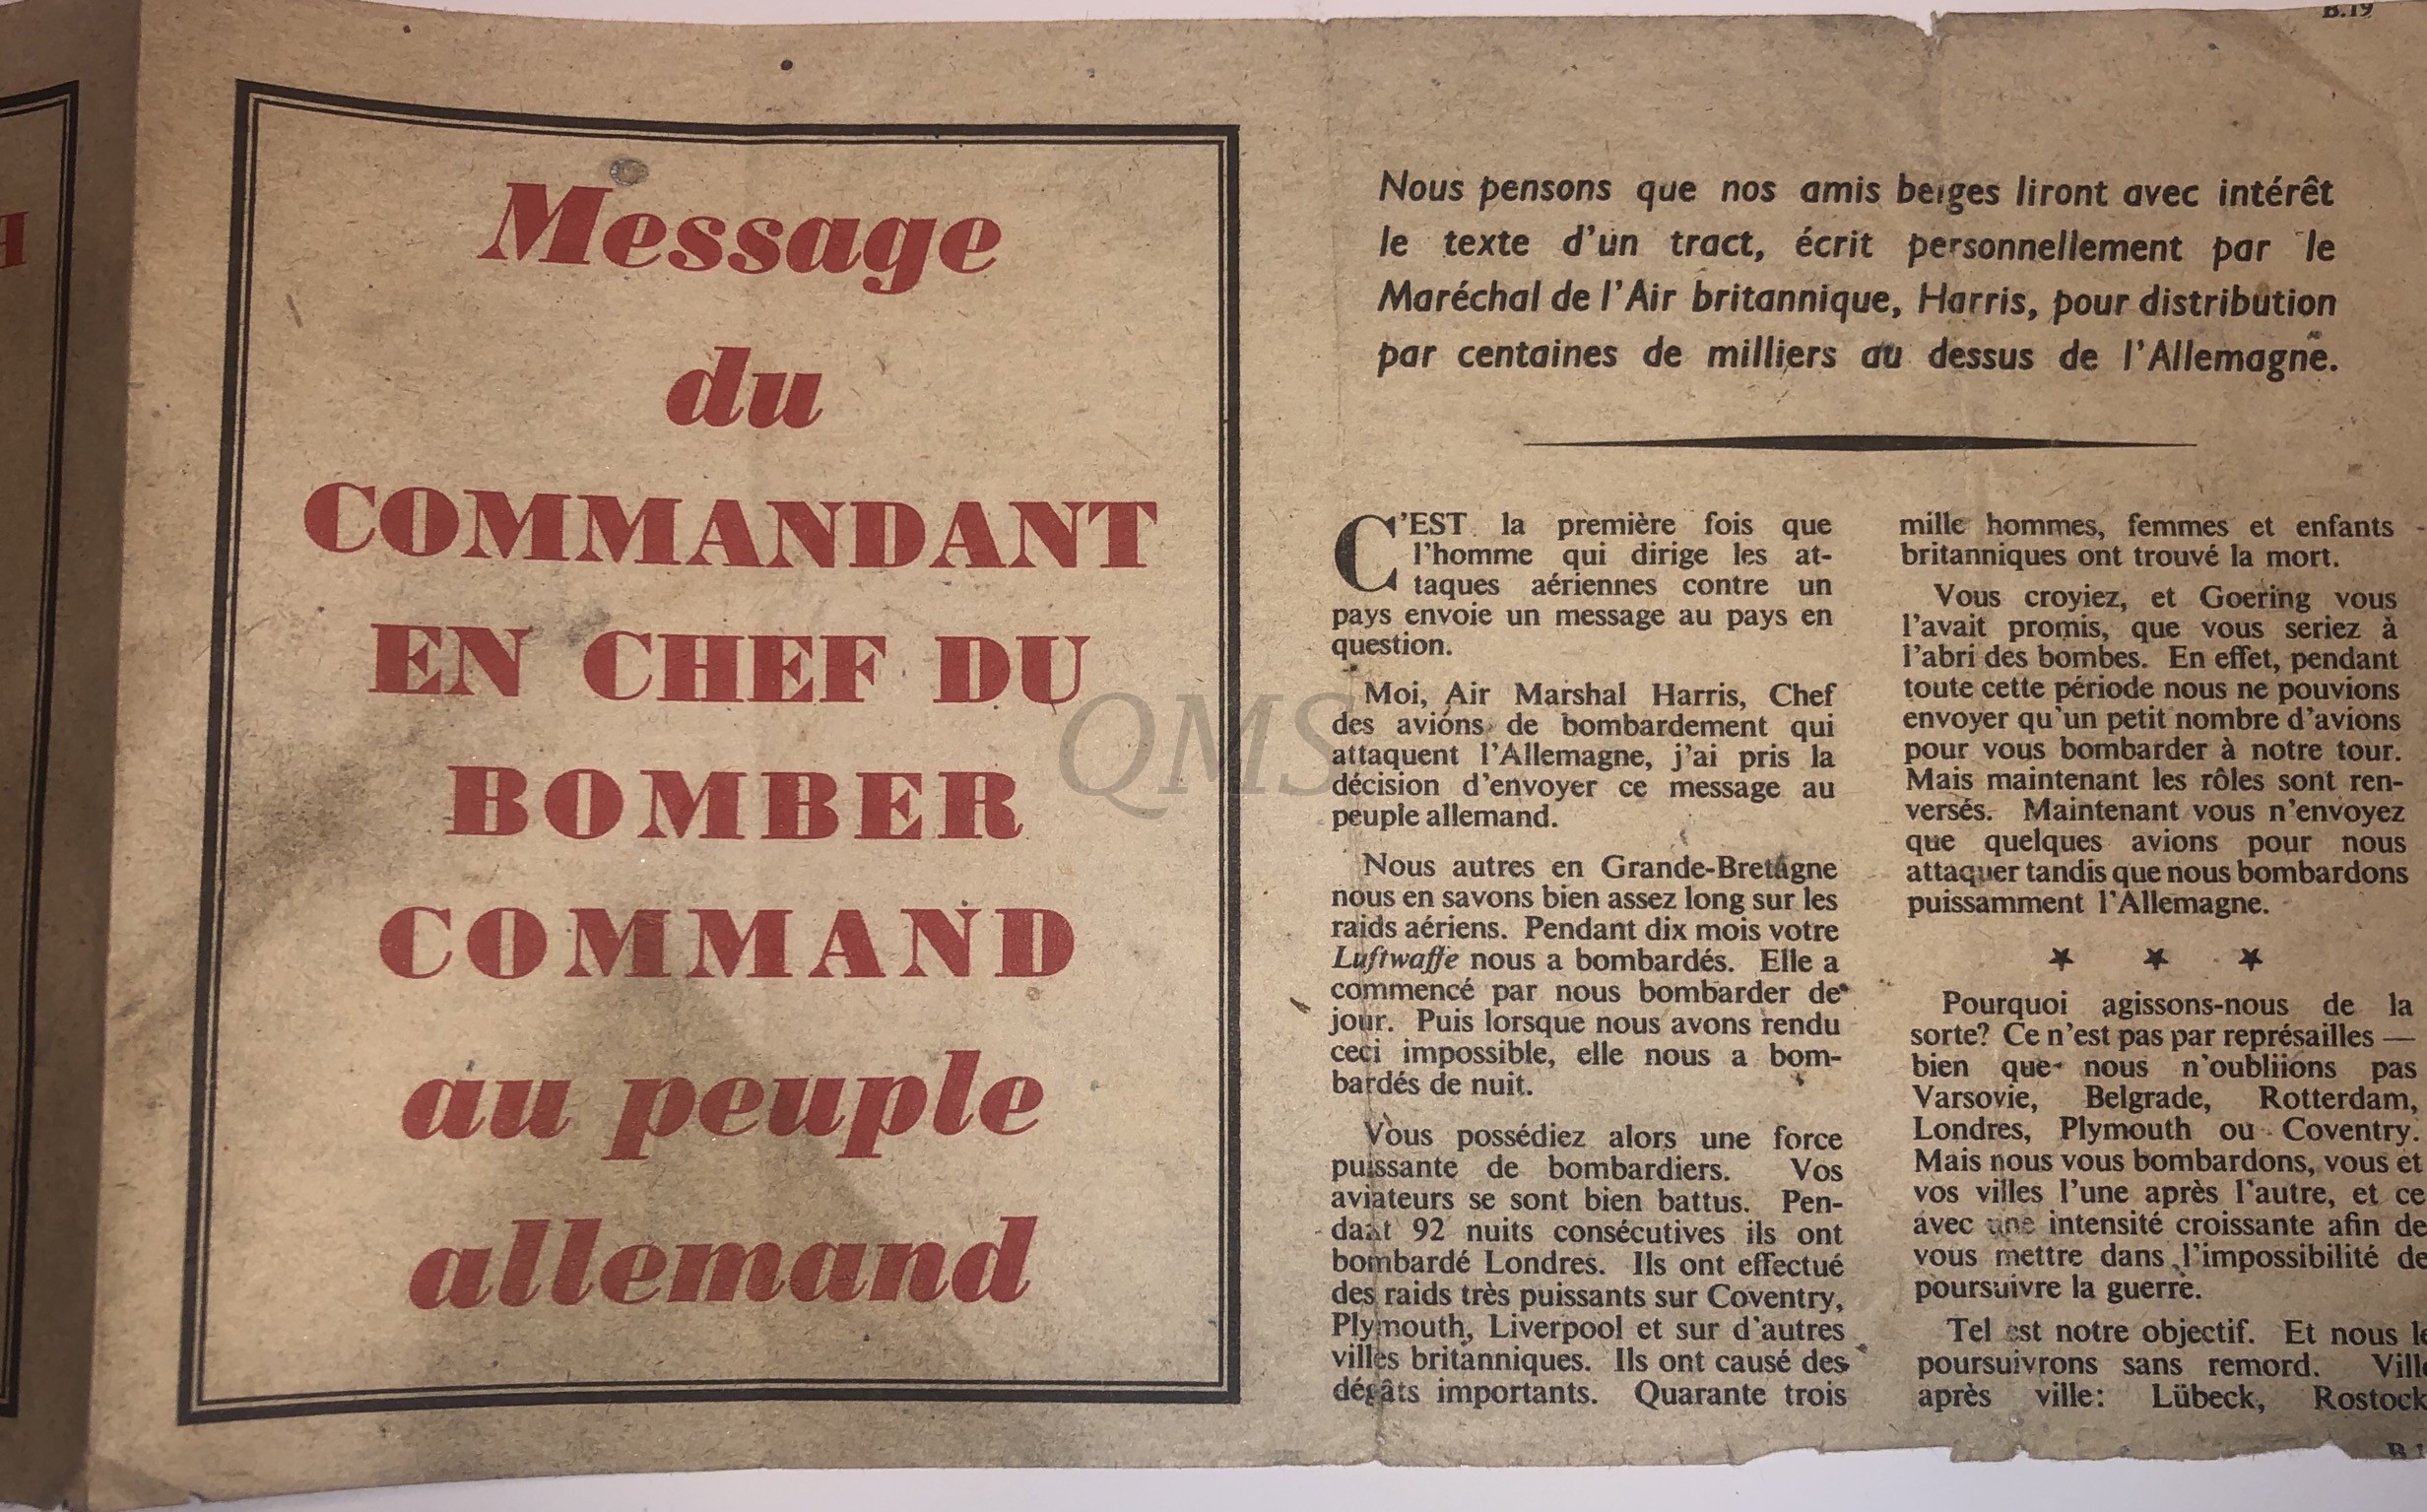 B.19
Message
du
COMMANDANT
EN CHEF DU
BOMBER
COMMAND
au peuple
allemand
QMS
Nous pensons que nos amis belges liront avec intérêt
le texte d'un tract, écrit personnellement par le
Maréchal de l'Air britannique, Harris, pour distribution
par centaines de milliers au dessus de l'Allemagne.
C'EST la première fois que
l'homme qui dirige les at-
taques aériennes contre un
pays envoie un message au pays en
question.
Moi, Air Marshal Harris, Chef
des avions de bombardement qui
attaquent l'Allemagne, j'ai pris la
décision d'envoyer ce message au
peuple allemand.
Nous autres en Grande-Bretagne
nous en savons bien assez long sur les
raids aériens. Pendant dix mois votre
Luftwaffe nous a bombardés. Elle a
commencé par nous bombarder de
jour. Puis lorsque nous avons rendu
ceci impossible, elle nous a bom-
bardés de nuit.
Vous possédiez alors une force
puissante de bombardiers. Vos
aviateurs se sont bien battus. Pen-
dant 92 nuits consécutives ils ont
bombardé Londres. Ils ont effectué
des raids très puissants sur Coventry,
Plymouth, Liverpool et sur d'autres
villes britanniques. Ils ont causé des
dégâts importants. Quarante trois
mille hommes, femmes et enfants
britanniques ont trouvé la mort.
Vous croyiez, et Goering vous
l'avait promis, que vous seriez à
l'abri des bombes. En effet, pendant
toute cette période nous ne pouvions
envoyer qu'un petit nombre d'avions
pour vous bombarder à notre tour.
Mais maintenant les rôles sont ren-
versés. Maintenant vous n'envoyez
que quelques avions pour nous
attaquer tandis que nous bombardons
puissamment l'Allemagne.
★ ★ ★
Pourquoi agissons-nous de la
sorte? Ce n'est pas par représailles —
bien que nous n'oubliions pas
Varsovie, Belgrade, Rotterdam,
Londres, Plymouth ou Coventry.
Mais nous vous bombardons, vous et
vos villes l'une après l'autre, et ce
avec une intensité croissante afin de
vous mettre dans l'impossibilité de
poursuivre la guerre.
Tel est notre objectif. Et nous le
poursuivrons sans remord. Ville
après ville: Lübeck, Rostock